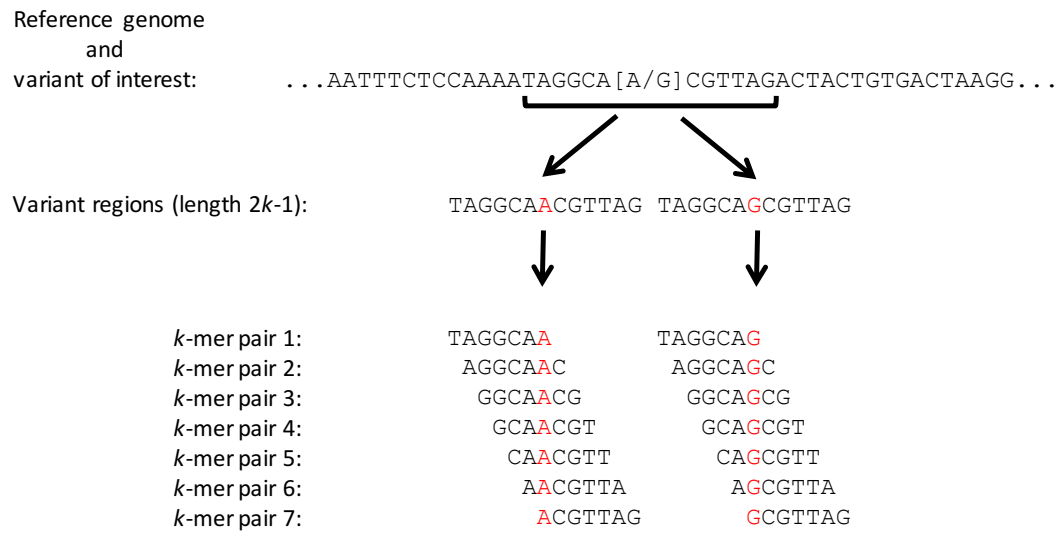 Reference genome
and
variant of interest: ...AATTTCTCCAAAATAGGCA[A/G]CGTTAGACTACTGTGACTAAGG...
Variant regions (length 2k-1): TAGGCAACGTTAG TAGGCAGCGTTAG
k-mer pair 1: TAGGCAA TAGGCAG
k-mer pair 2: AGGCAAC AGGCAGC
k-mer pair 3: GGCAACG GGCAGCG
k-mer pair 4: GCAACGT GCAGCGT
k-mer pair 5: CAACGTT CAGCGTT
k-mer pair 6: AACGTTA AGCGTTA
k-mer pair 7: ACGTTAG GCGTTAG